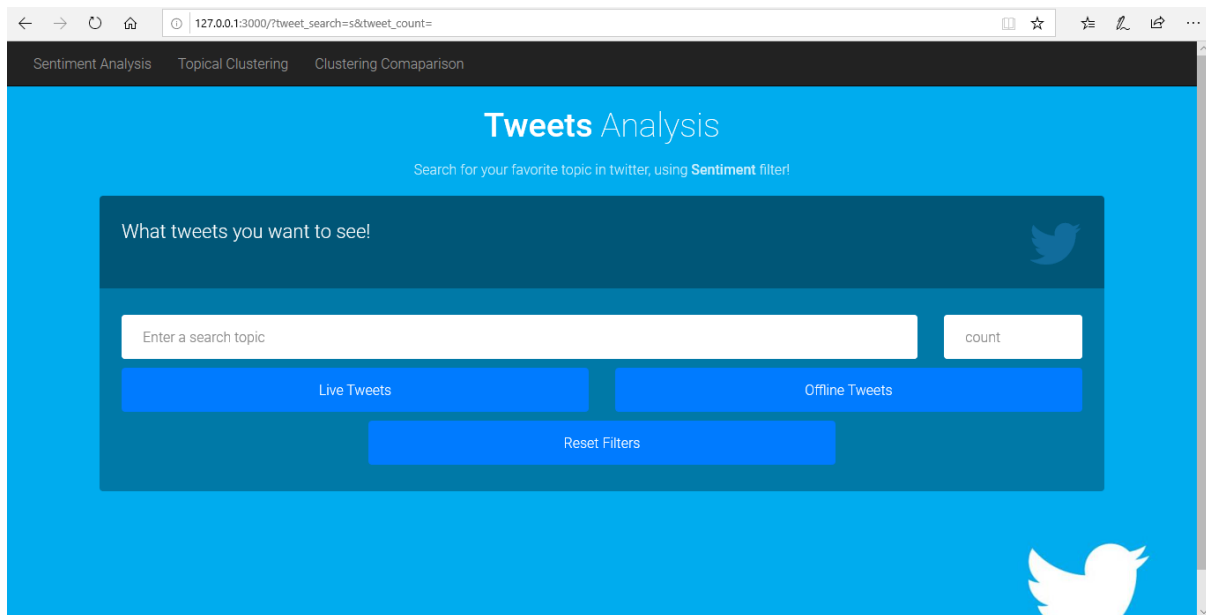 127.0.0.1:3000/?tweet_search=s&tweet_count=
Sentiment Analysis Topical Clustering Clustering Comaparison
Tweets Analysis
Search for your favorite topic in twitter, using Sentiment filter!
What tweets you want to see!
Enter a search topic count
Live Tweets Offline Tweets
Reset Filters